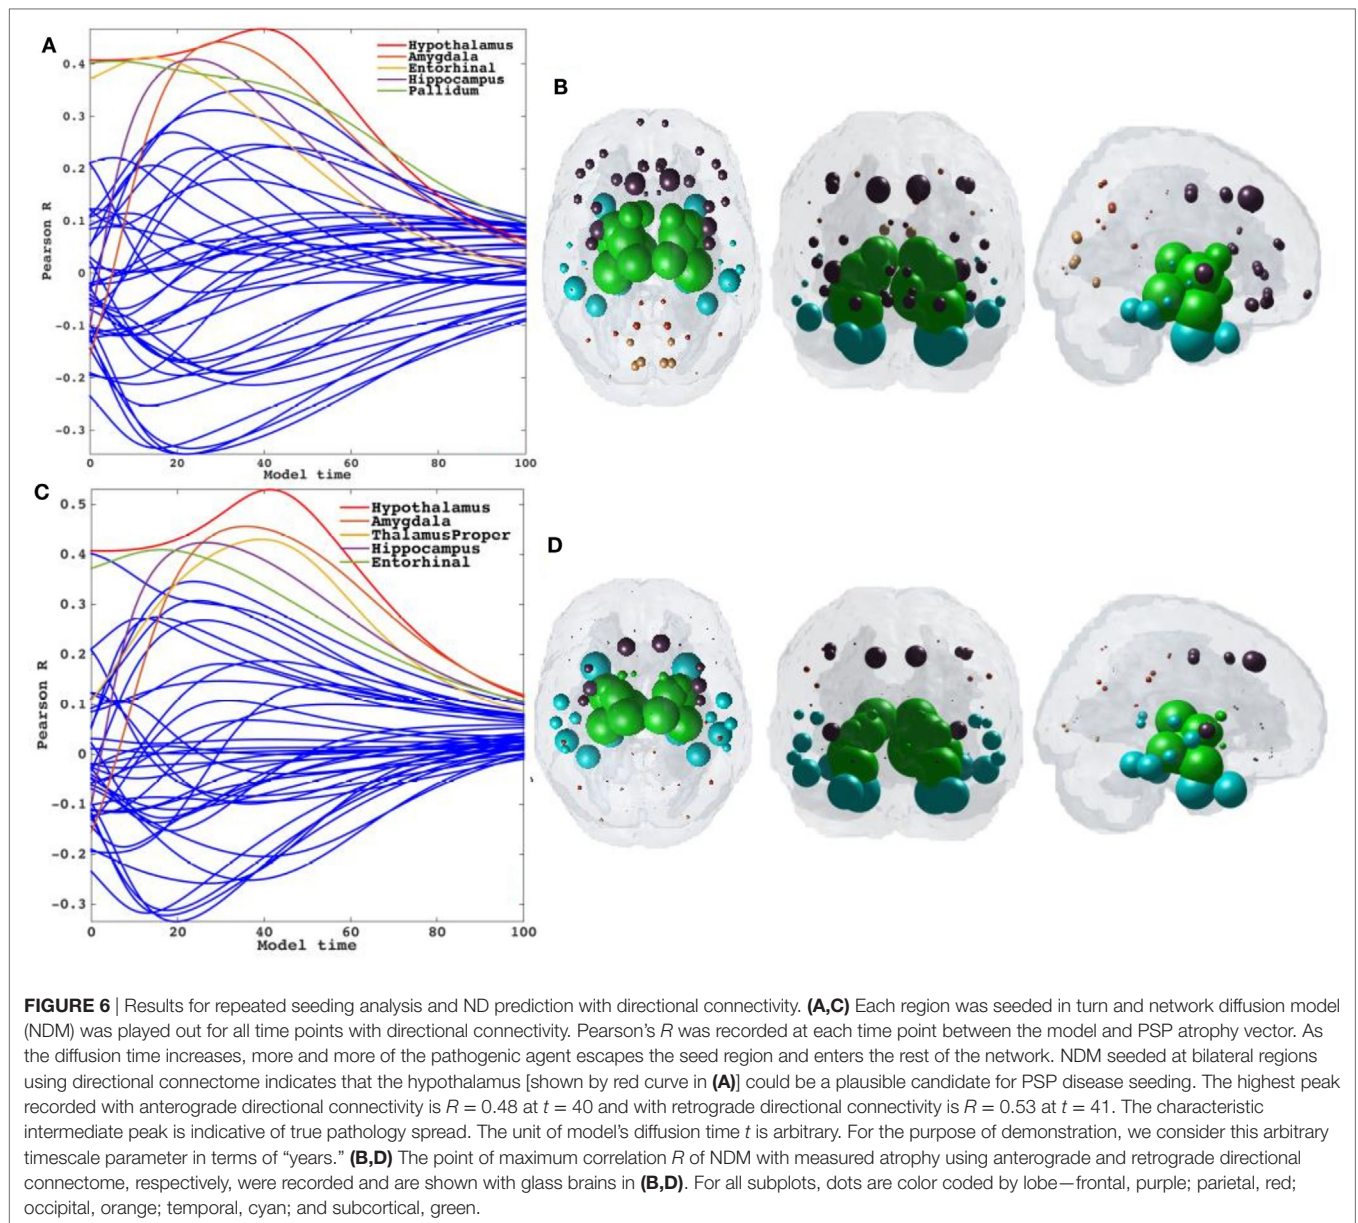 A
Hypothalamus
Amygdala
Entorhinal
Hippocampus
Pallidum
0.4
0.3
0.2
0.1
0
-0.1
-0.2
-0.3
Pearson R
0 20 40 60 80 100
Model time
B
C
Hypothalamus
Amygdala
ThalamusProper
Hippocampus
Entorhinal
0.5
0.4
0.3
0.2
0.1
0
-0.1
-0.2
-0.3
Pearson R
0 20 40 60 80 100
Model time
D
FIGURE 6 | Results for repeated seeding analysis and ND prediction with directional connectivity. (A,C) Each region was seeded in turn and network diffusion model
(NDM) was played out for all time points with directional connectivity. Pearson's R was recorded at each time point between the model and PSP atrophy vector. As
the diffusion time increases, more and more of the pathogenic agent escapes the seed region and enters the rest of the network. NDM seeded at bilateral regions
using directional connectome indicates that the hypothalamus [shown by red curve in (A)] could be a plausible candidate for PSP disease seeding. The highest peak
recorded with anterograde directional connectivity is R = 0.48 at t = 40 and with retrograde directional connectivity is R = 0.53 at t = 41. The characteristic
intermediate peak is indicative of true pathology spread. The unit of model's diffusion time t is arbitrary. For the purpose of demonstration, we consider this arbitrary
timescale parameter in terms of "years." (B,D) The point of maximum correlation R of NDM with measured atrophy using anterograde and retrograde directional
connectome, respectively, were recorded and are shown with glass brains in (B,D). For all subplots, dots are color coded by lobe—frontal, purple; parietal, red;
occipital, orange; temporal, cyan; and subcortical, green.